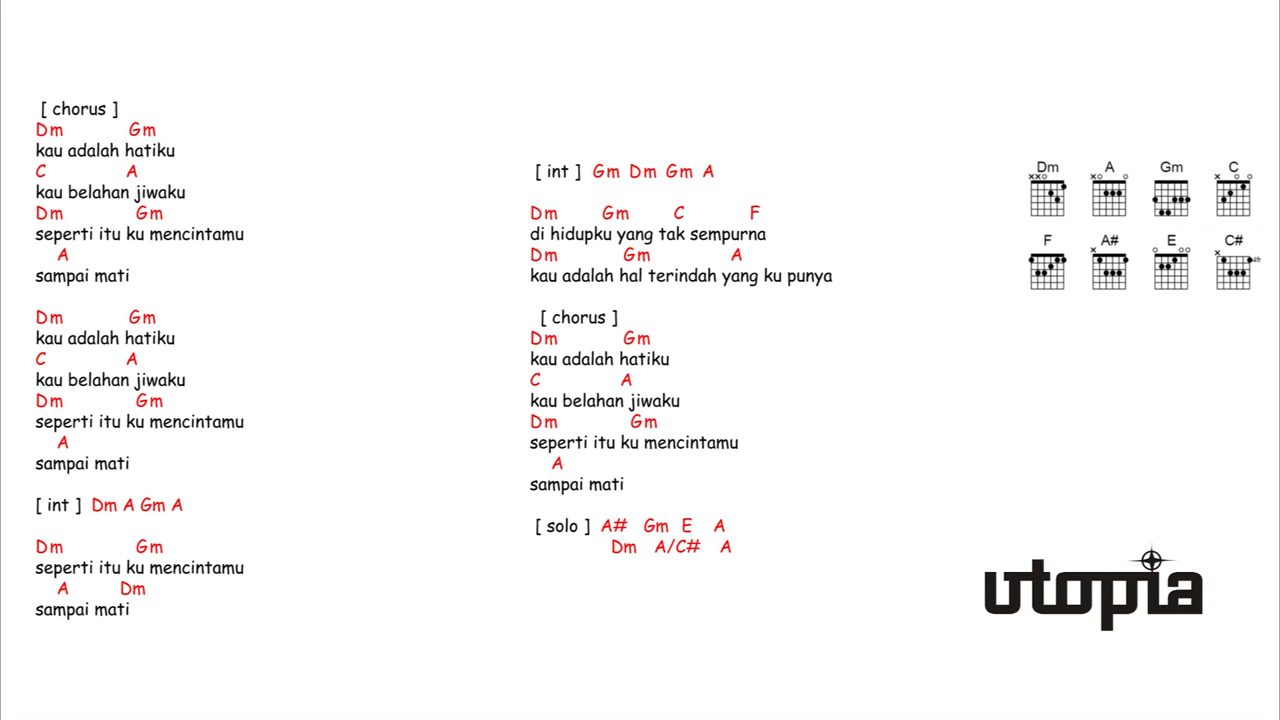 [ chorus ]
Dm Gm
kau adalah hatiku
C A
kau belahan jiwaku
Dm Gm
seperti itu ku mencintamu
A
sampai mati
Dm Gm
kau adalah hatiku
C A
kau belahan jiwaku
Dm Gm
seperti itu ku mencintamu
A
sampai mati
[ int ] Dm A Gm A
Dm Gm
seperti itu ku mencintamu
A Dm
sampai mati
[ int ] Gm Dm Gm A
Dm Gm C F
di hidupku yang tak sempurna
Dm Gm A
kau adalah hal terindah yang ku punya
[ chorus ]
Dm Gm
kau adalah hatiku
C A
kau belahan jiwaku
Dm Gm
seperti itu ku mencintamu
A
sampai mati
[ solo ] A# Gm E A
Dm A/C# A
Dm A Gm C
F A# E C#
4fr
utopia